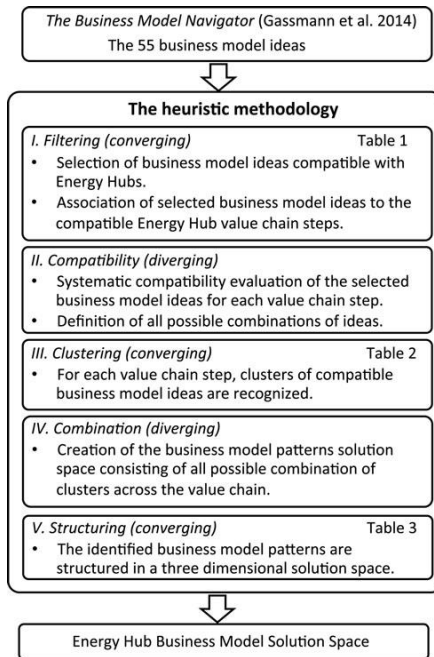 The Business Model Navigator (Gassmann et al. 2014)
The 55 business model ideas
The heuristic methodology
I. Filtering (converging) Table 1
• Selection of business model ideas compatible with
Energy Hubs.
• Association of selected business model ideas to the
compatible Energy Hub value chain steps.
II. Compatibility (diverging)
• Systematic compatibility evaluation of the selected
business model ideas for each value chain step.
• Definition of all possible combinations of ideas.
III. Clustering (converging) Table 2
• For each value chain step, clusters of compatible
business model ideas are recognized.
IV. Combination (diverging)
• Creation of the business model patterns solution
space consisting of all possible combination of
clusters across the value chain.
V. Structuring (converging) Table 3
• The identified business model patterns are
structured in a three dimensional solution space.
Energy Hub Business Model Solution Space